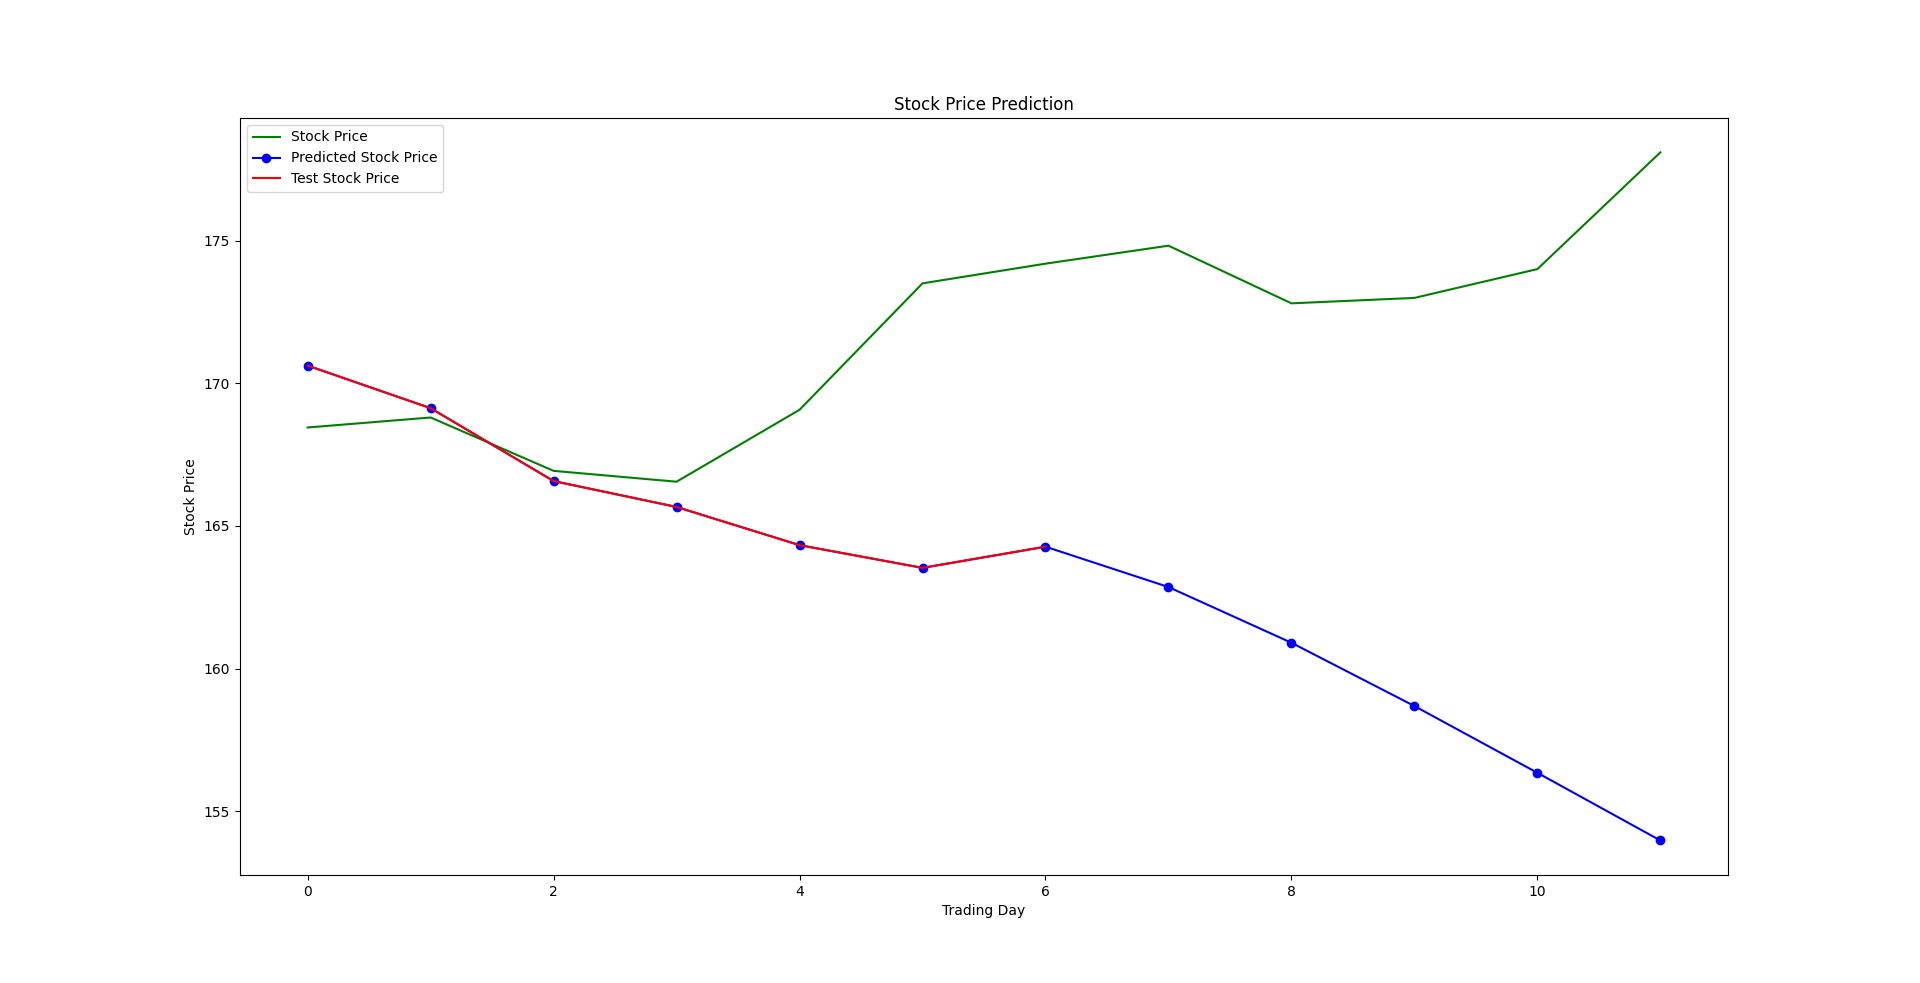 Stock Price Prediction
Stock Price
Predicted Stock Price
Test Stock Price
Stock Price
175
170
165
160
155
0 2 4 6 8 10
Trading Day